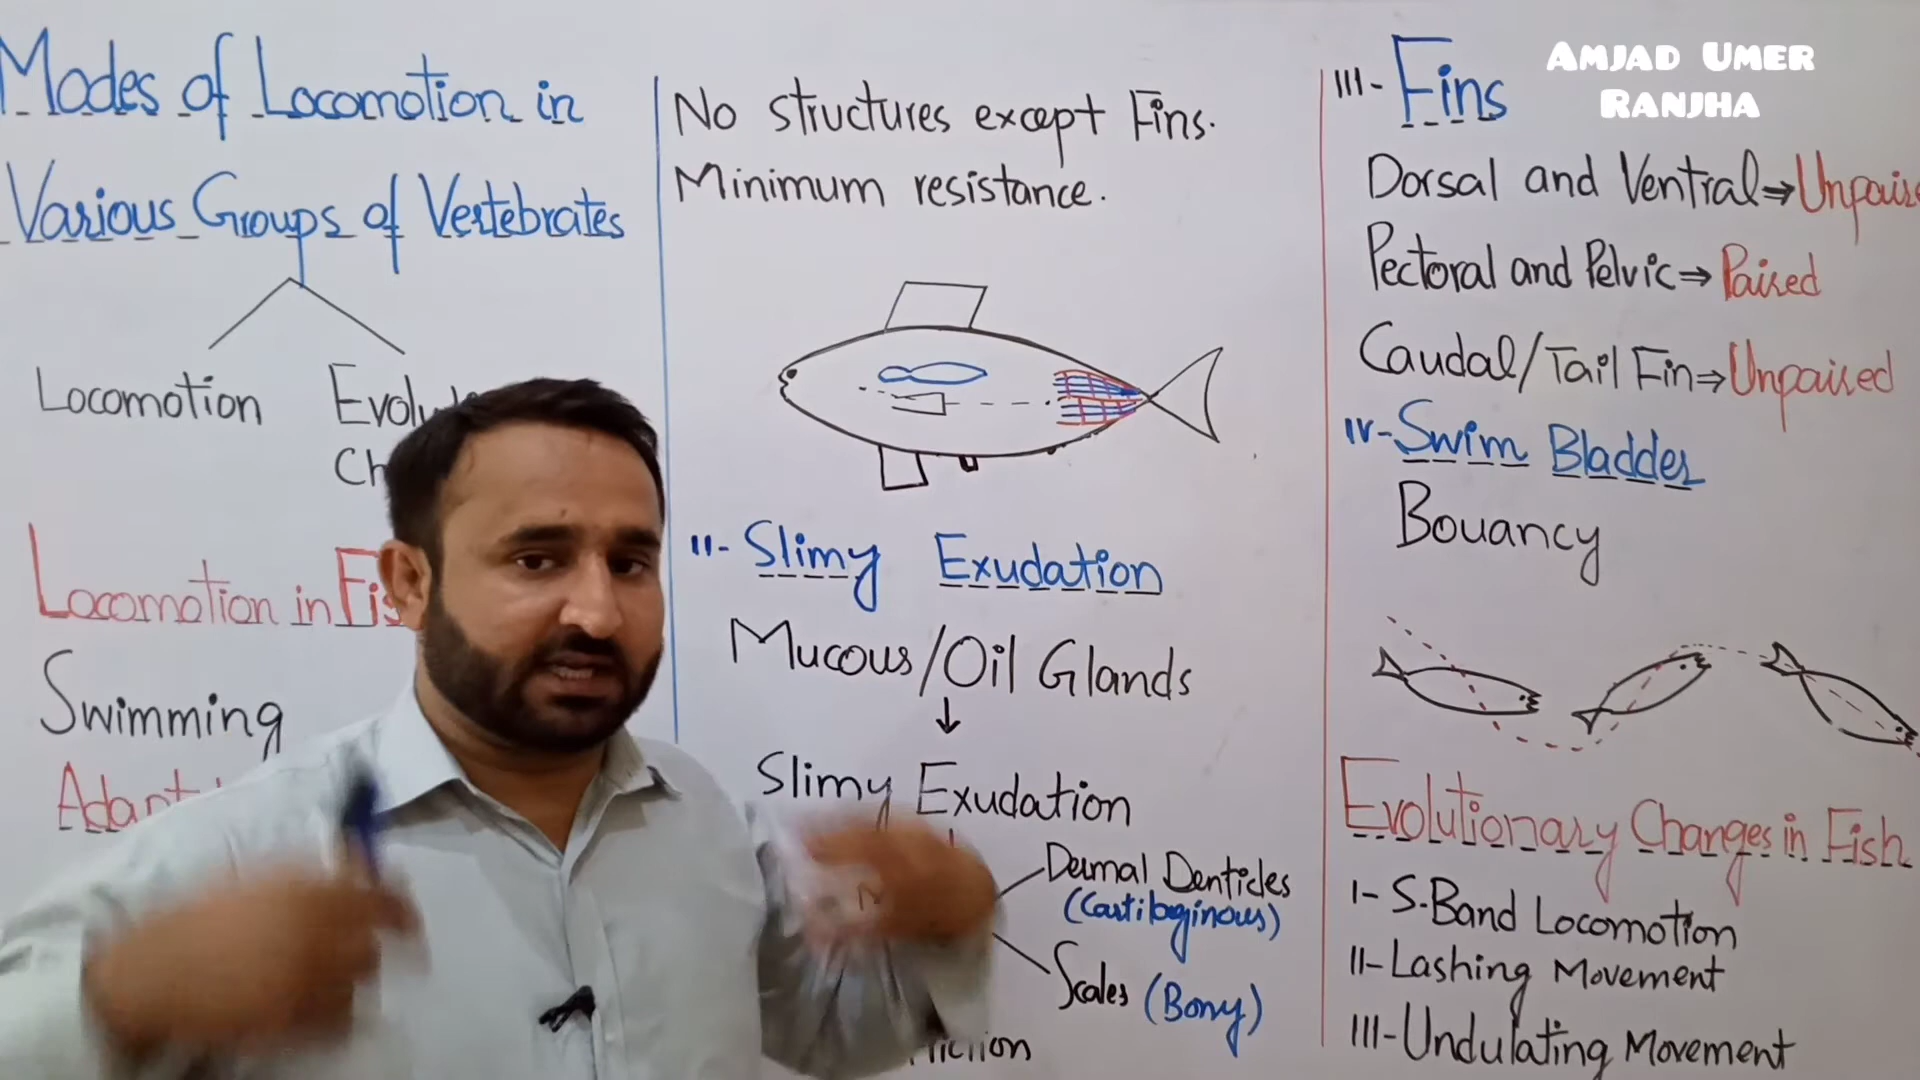 Modes of Locomotion in
Various Groups of Vertebrates
Locomotion
Locomotion in
Swimming
No structures except Fins.
Minimum resistance.
II- Slimy Exudation
Mucous/Oil Glands
Slimy Exudation
Dermal Denticles
(Cartilaginous)
Scales (Bony)
AMJAD UMER
RANJHA
III- Fins
Dorsal and Ventral⇒Unpaire
Pectoral and Pelvic⇒Paired
Caudal/Tail Fin⇒Unpaired
IV- Swim Bladder
Bouancy
Evolutionary Changes in Fish
I- S.Band Locomotion
II- Lashing Movement
III- Undulating Movement